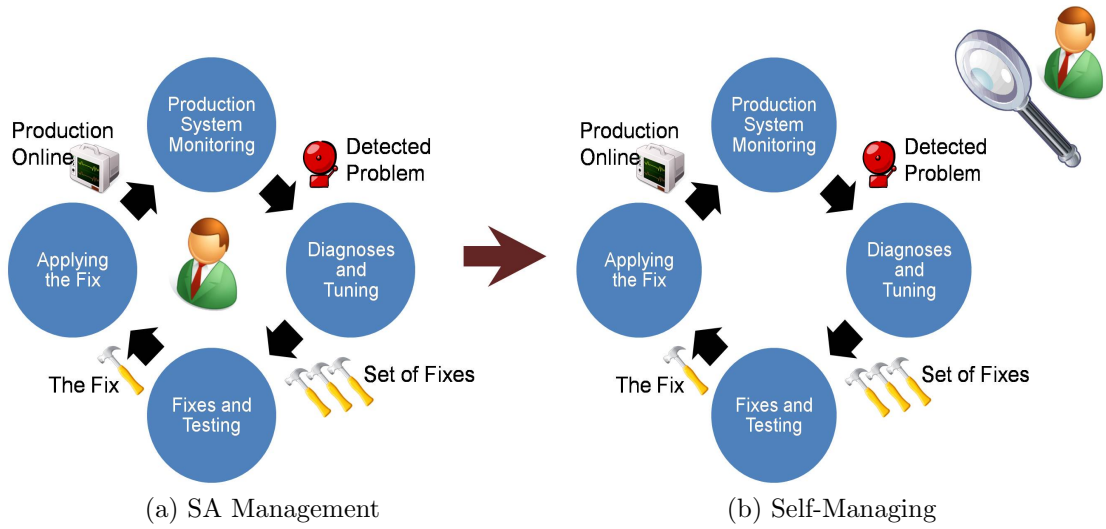 Production
System
Monitoring
Production
Online
Detected
Problem
Applying
the Fix
Diagnoses
and
Tuning
The Fix
Set of Fixes
Fixes and
Testing
(a) SA Management
Production
System
Monitoring
Production
Online
Detected
Problem
Applying
the Fix
Diagnoses
and
Tuning
The Fix
Set of Fixes
Fixes and
Testing
(b) Self-Managing